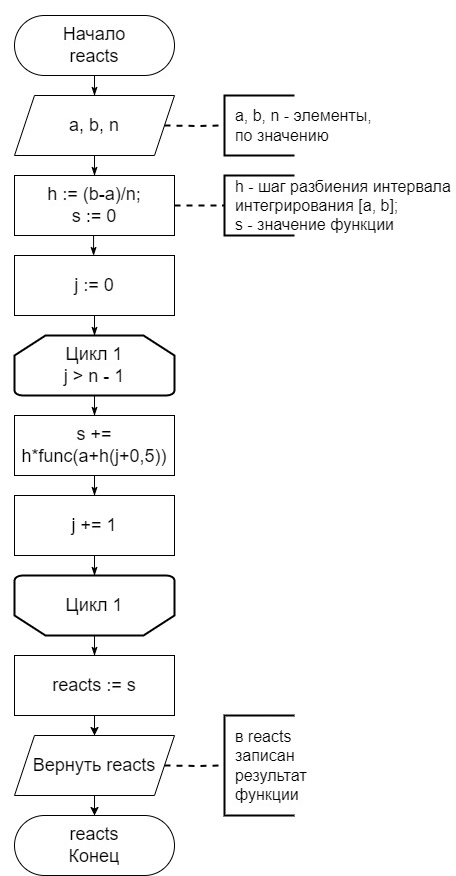 Начало
reacts
a, b, n
a, b, n - элементы,
по значению
h := (b-a)/n;
s := 0
h - шаг разбиения интервала
интегрирования [a, b];
s - значение функции
j := 0
Цикл 1
j > n - 1
s +=
h*func(a+h(j+0,5))
j += 1
Цикл 1
reacts := s
Вернуть reacts
в reacts
записан
результат
функции
reacts
Конец